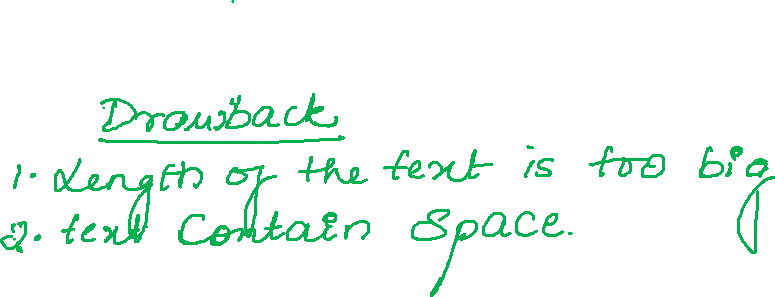 Drawback
1. Length of the text is too big
2. text Contain Space.